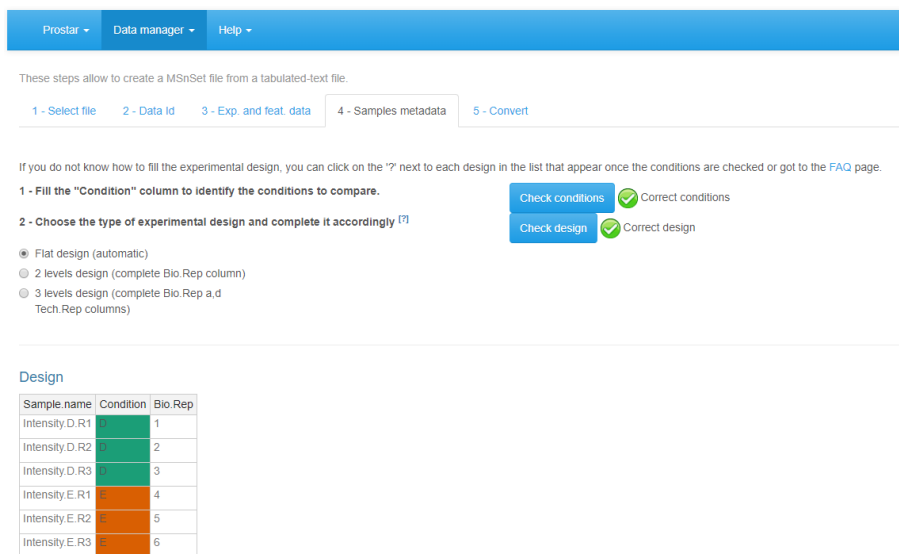 Prostar Data manager Help
These steps allow to create a MSnSet file from a tabulated-text file.
1 - Select file 2 - Data Id 3 - Exp. and feat. data 4 - Samples metadata 5 - Convert
If you do not know how to fill the experimental design, you can click on the '?' next to each design in the list that appear once the conditions are checked or got to the FAQ page.
1 - Fill the "Condition" column to identify the conditions to compare.
Check conditions Correct conditions
2 - Choose the type of experimental design and complete it accordingly [?]
Check design Correct design
Flat design (automatic)
2 levels design (complete Bio.Rep column)
3 levels design (complete Bio.Rep a,d
Tech.Rep columns)
Design
Sample.name Condition Bio.Rep
Intensity.D.R1 D 1
Intensity.D.R2 D 2
Intensity.D.R3 D 3
Intensity.E.R1 E 4
Intensity.E.R2 E 5
Intensity.E.R3 E 6